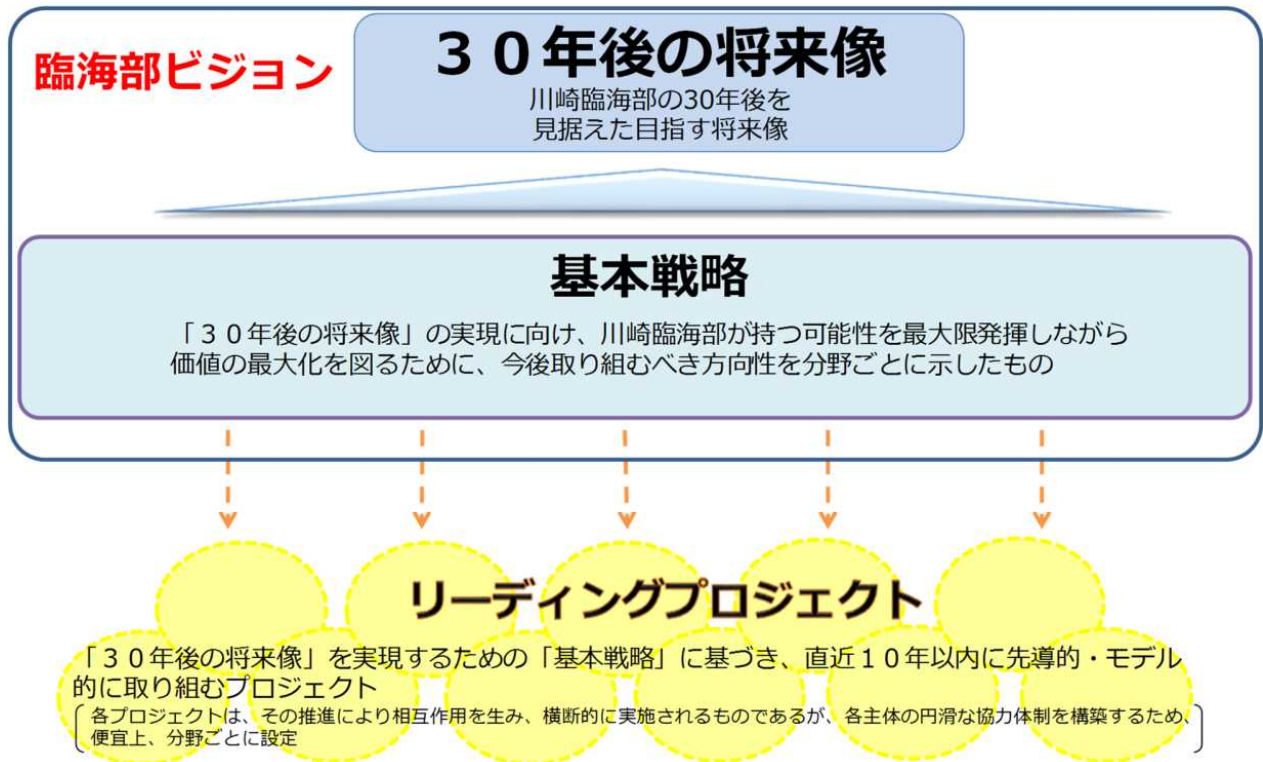 臨海部ビジョン
３０年後の将来像
川崎臨海部の30年後を
見据えた目指す将来像
基本戦略
「３０年後の将来像」の実現に向け、川崎臨海部が持つ可能性を最大限発揮しながら
価値の最大化を図るために、今後取り組むべき方向性を分野ごとに示したもの
リーディングプロジェクト
「３０年後の将来像」を実現するための「基本戦略」に基づき、直近１０年以内に先導的・モデル
的に取り組むプロジェクト
各プロジェクトは、その推進により相互作用を生み、横断的に実施されるものであるが、各主体の円滑な協力体制を構築するため、
便宜上、分野ごとに設定